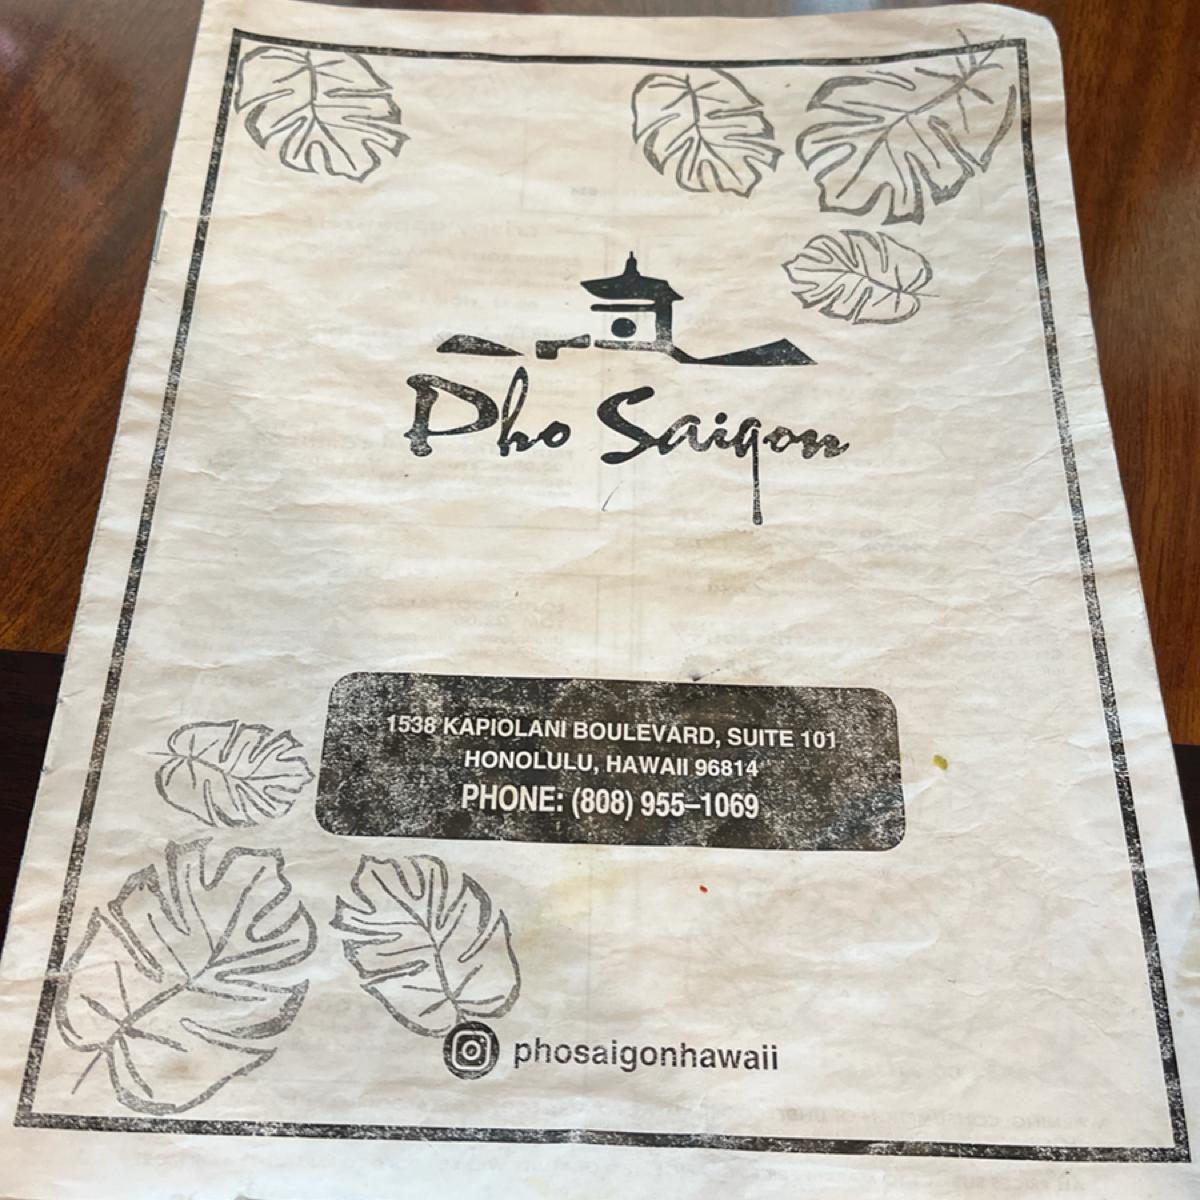 Pho Saigon
1538 KAPIOLANI BOULEVARD, SUITE 101
HONOLULU, HAWAII 96814
PHONE: (808) 955–1069
phosaigonhawaii